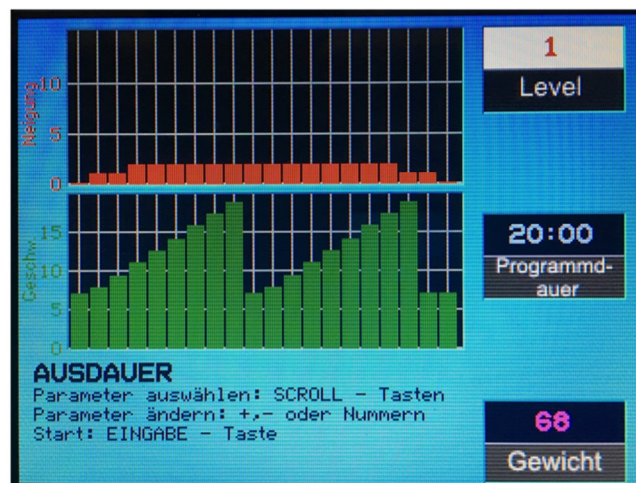 Neigung
10
5
0
1
Level
Geschw.
15
10
5
0
20:00
Programmd-
auer
AUSDAUER
Parameter auswählen: SCROLL - Tasten
Parameter ändern: +,- oder Nummern
Start: EINGABE - Taste
68
Gewicht